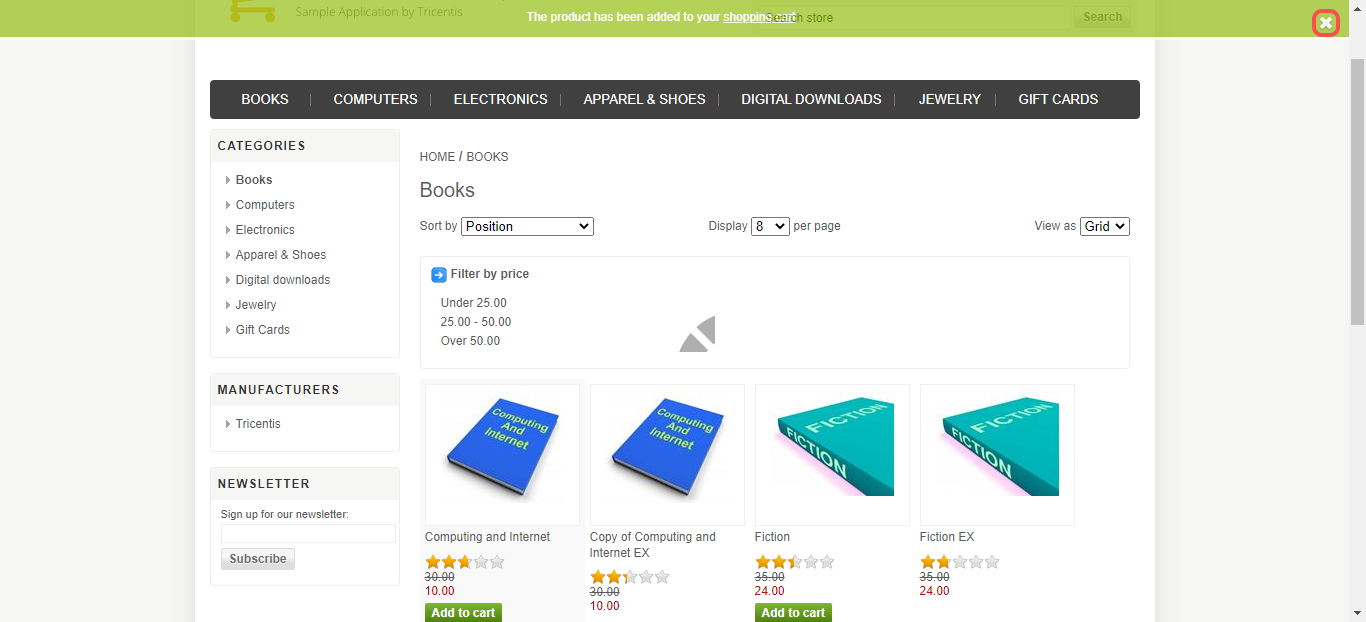 Sample Application by Tricentis
The product has been added to your shopping cart
Search store
Search
BOOKS
COMPUTERS
ELECTRONICS
APPAREL & SHOES
DIGITAL DOWNLOADS
JEWELRY
GIFT CARDS
CATEGORIES
Books
Computers
Electronics
Apparel & Shoes
Digital downloads
Jewelry
Gift Cards
MANUFACTURERS
Tricentis
NEWSLETTER
Sign up for our newsletter:
Subscribe
HOME / BOOKS
Books
Sort by Position
Display 8 per page
View as Grid
Filter by price
Under 25.00
25.00 - 50.00
Over 50.00
Computing
And
Internet
Computing and Internet
30.00
10.00
Add to cart
Computing
And
Internet
Copy of Computing and
Internet EX
30.00
10.00
FICTION
FICTION
Fiction
35.00
24.00
Add to cart
FICTION
FICTION
Fiction EX
35.00
24.00